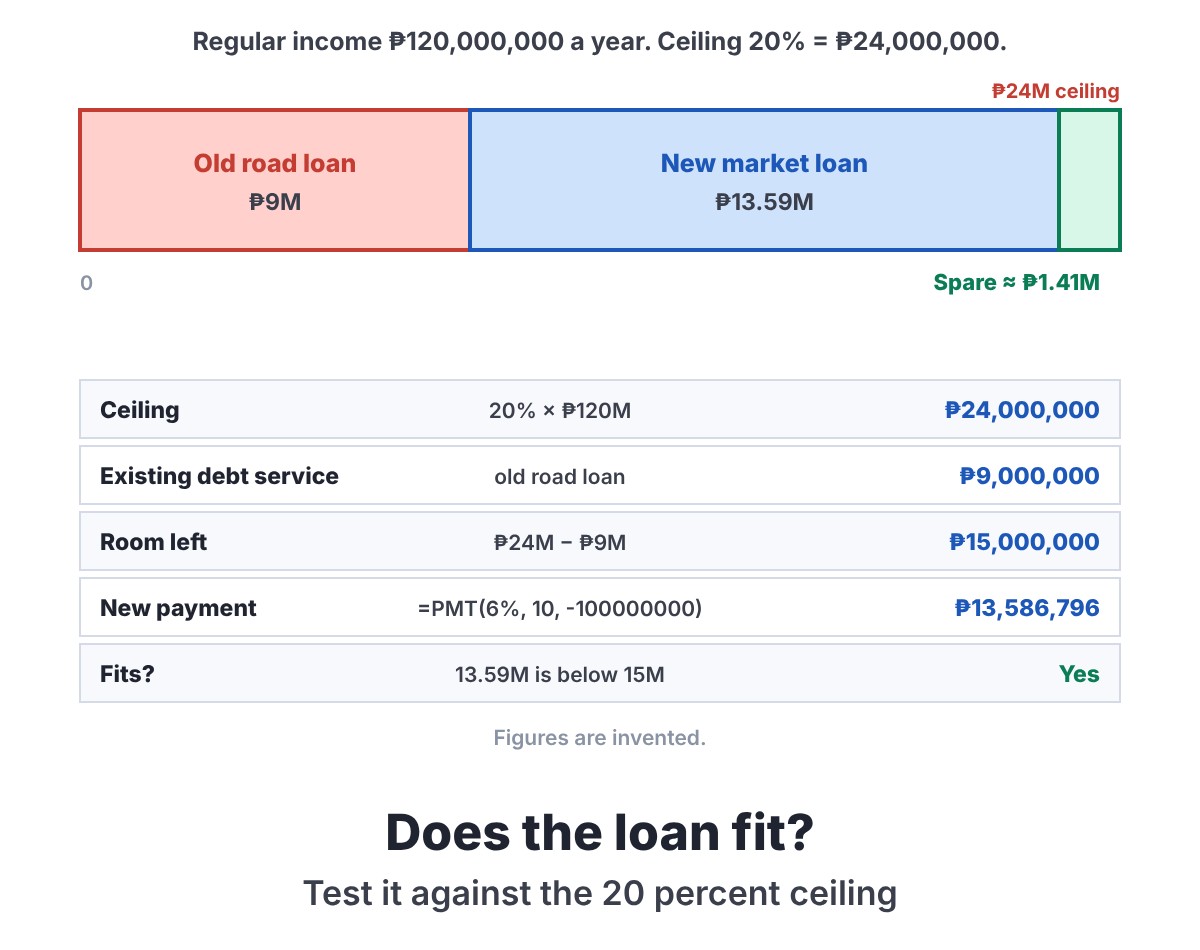 Regular income ₱120,000,000 a year. Ceiling 20% = ₱24,000,000.
₱24M ceiling
Old road loan
₱9M
New market loan
₱13.59M
0
Spare ≈ ₱1.41M
Ceiling 20% × ₱120M ₱24,000,000
Existing debt service old road loan ₱9,000,000
Room left ₱24M − ₱9M ₱15,000,000
New payment =PMT(6%, 10, -100000000) ₱13,586,796
Fits? 13.59M is below 15M Yes
Figures are invented.
Does the loan fit?
Test it against the 20 percent ceiling